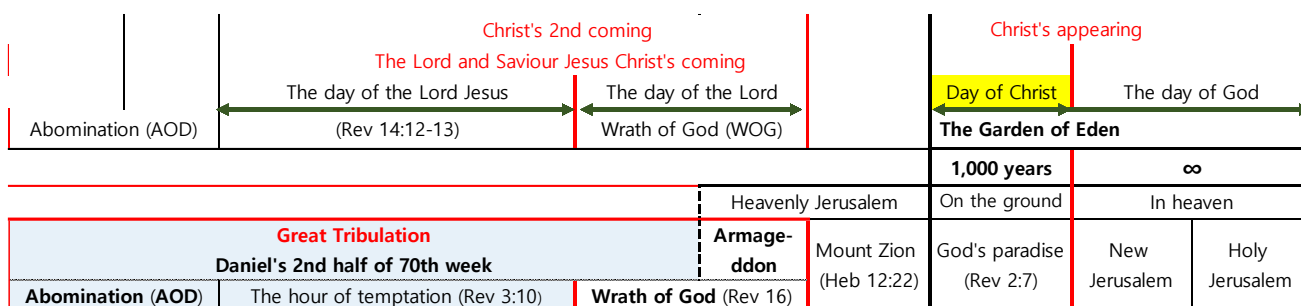 Christ's 2nd coming Christ's appearing
The Lord and Saviour Jesus Christ's coming
The day of the Lord Jesus The day of the Lord Day of Christ The day of God
Abomination (AOD) (Rev 14:12-13) Wrath of God (WOG) The Garden of Eden
1,000 years ∞
Heavenly Jerusalem On the ground In heaven
Great Tribulation Armage-
Daniel's 2nd half of 70th week ddon
Mount Zion God's paradise New Holy
(Heb 12:22) (Rev 2:7) Jerusalem Jerusalem
Abomination (AOD) The hour of temptation (Rev 3:10) Wrath of God (Rev 16)